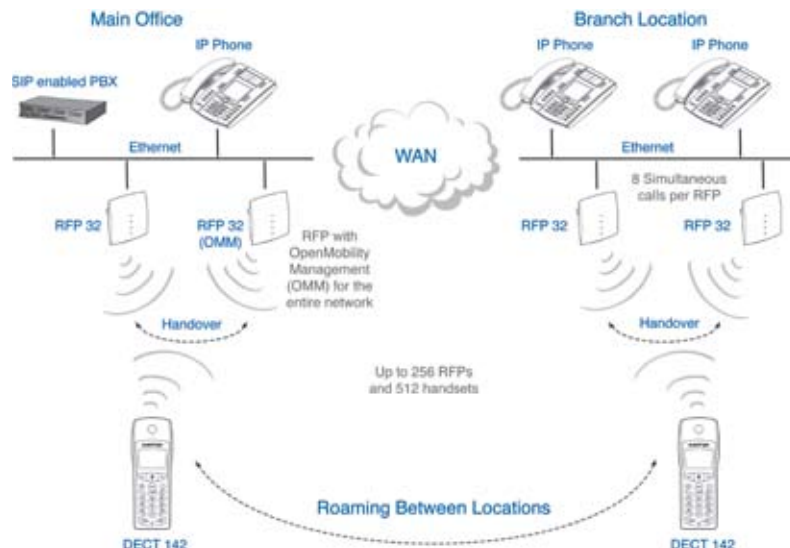 Main Office
Branch Location
IP Phone
IP Phone
IP Phone
SIP enabled PBX
Ethernet
WAN
Ethernet
8 Simultaneous
calls per RFP
RFP 32
RFP 32
(OMM)
RFP with
OpenMobility
Management
(OMM) for the
entire network
RFP 32
RFP 32
Handover
Handover
Up to 256 RFPs
and 512 handsets
Roaming Between Locations
DECT 142
DECT 142